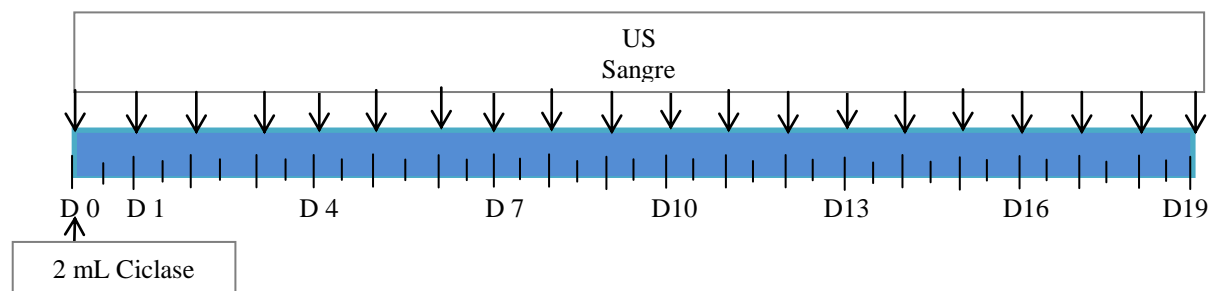 US
Sangre
D 0 D 1 D 4 D 7 D10 D13 D16 D19
2 mL Ciclase